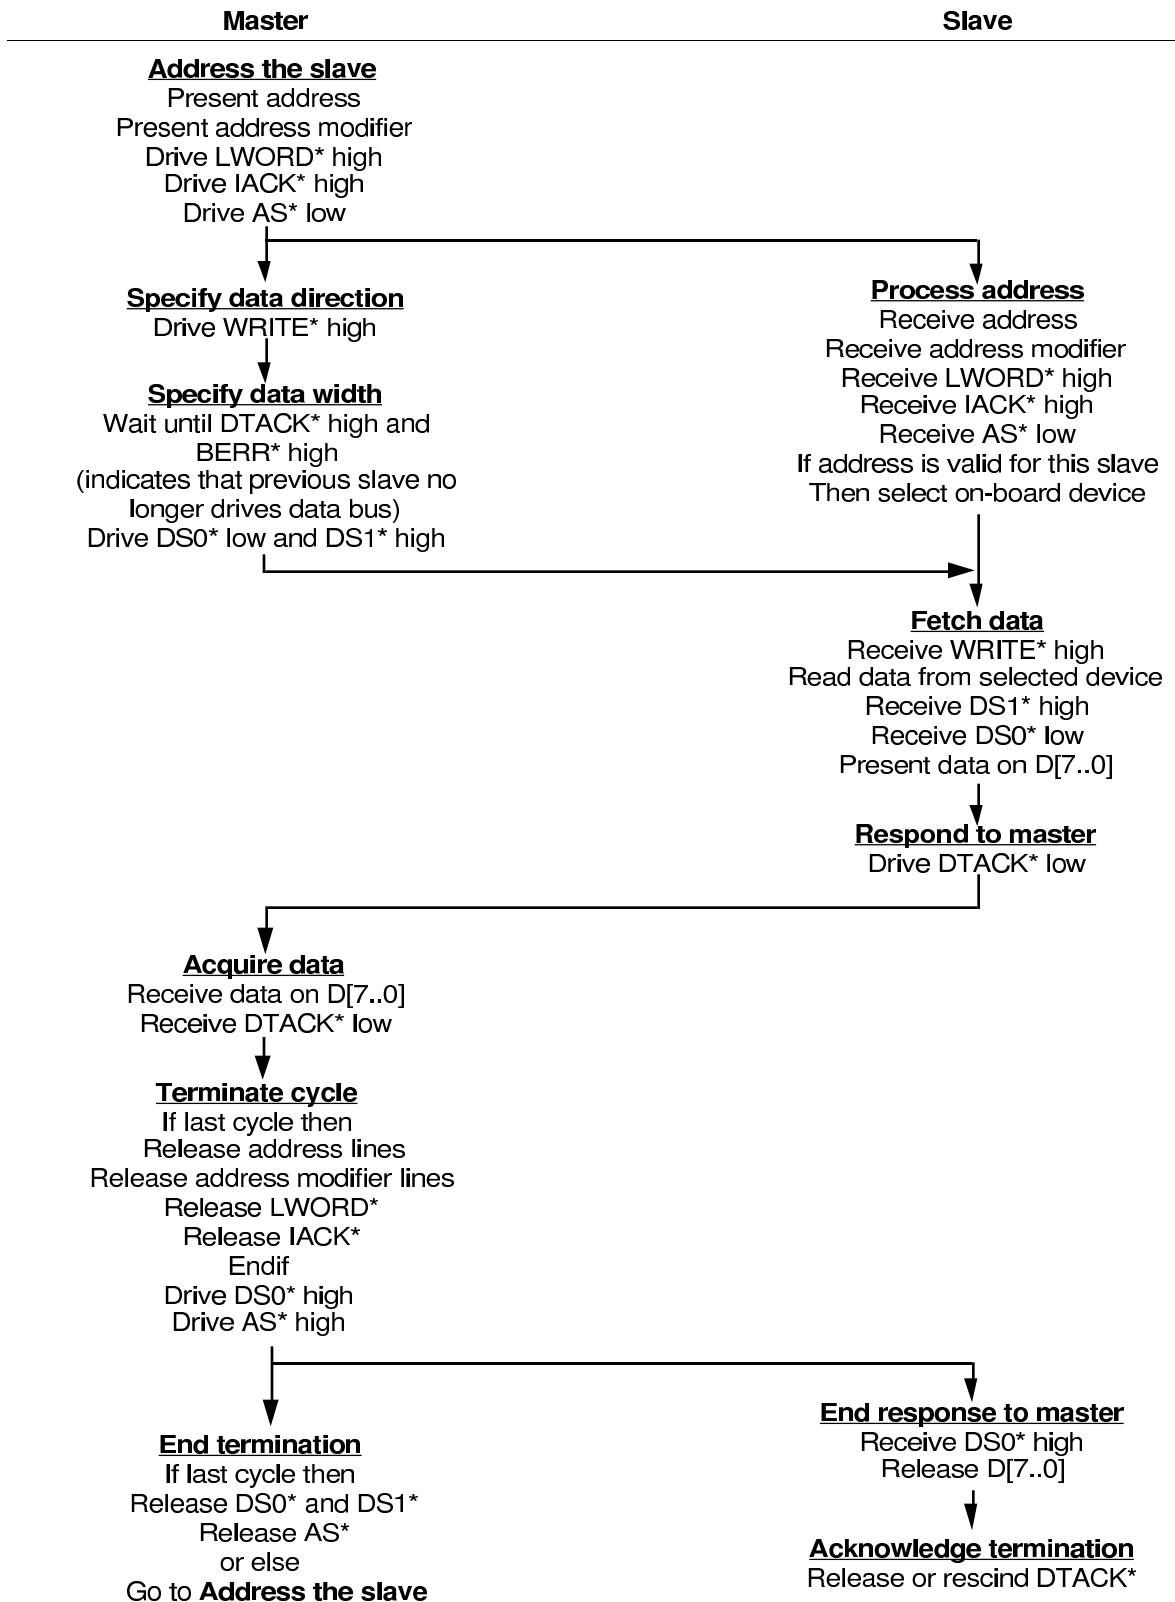 Master
Slave
Address the slave
Present address
Present address modifier
Drive LWORD* high
Drive IACK* high
Drive AS* low
Specify data direction
Drive WRITE* high
Specify data width
Wait until DTACK* high and
BERR* high
(indicates that previous slave no
longer drives data bus)
Drive DS0* low and DS1* high
Process address
Receive address
Receive address modifier
Receive LWORD* high
Receive IACK* high
Receive AS* low
If address is valid for this slave
Then select on-board device
Fetch data
Receive WRITE* high
Read data from selected device
Receive DS1* high
Receive DS0* low
Present data on D[7..0]
Respond to master
Drive DTACK* low
Acquire data
Receive data on D[7..0]
Receive DTACK* low
Terminate cycle
If last cycle then
Release address lines
Release address modifier lines
Release LWORD*
Release IACK*
Endif
Drive DS0* high
Drive AS* high
End termination
If last cycle then
Release DS0* and DS1*
Release AS*
or else
Go to Address the slave
End response to master
Receive DS0* high
Release D[7..0]
Acknowledge termination
Release or rescind DTACK*